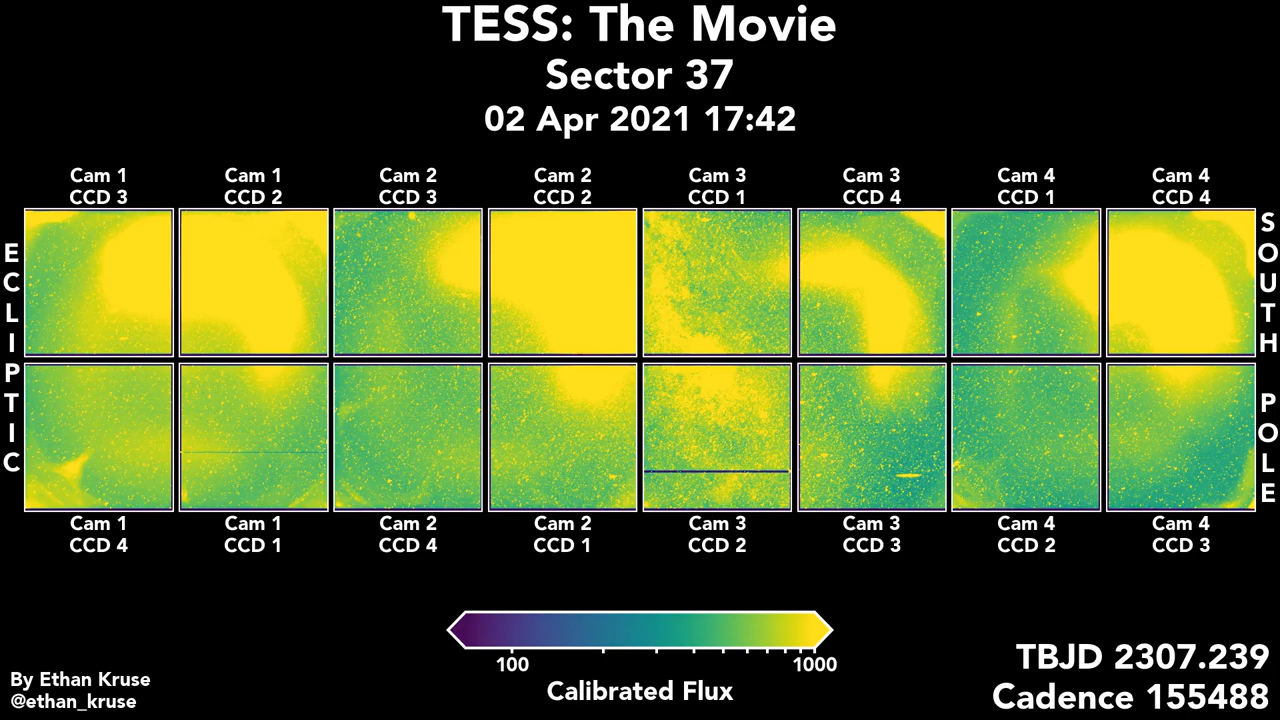 TESS: The Movie
Sector 37
02 Apr 2021 17:42
Cam 1 Cam 1 Cam 2 Cam 2 Cam 3 Cam 3 Cam 4 Cam 4
CCD 3 CCD 2 CCD 3 CCD 2 CCD 1 CCD 4 CCD 1 CCD 4
ECLIPTIC
SOUTH POLE
Cam 1 Cam 1 Cam 2 Cam 2 Cam 3 Cam 3 Cam 4 Cam 4
CCD 4 CCD 1 CCD 4 CCD 1 CCD 2 CCD 3 CCD 2 CCD 3
100 1000
Calibrated Flux
By Ethan Kruse
@ethan_kruse
TBJD 2307.239
Cadence 155488